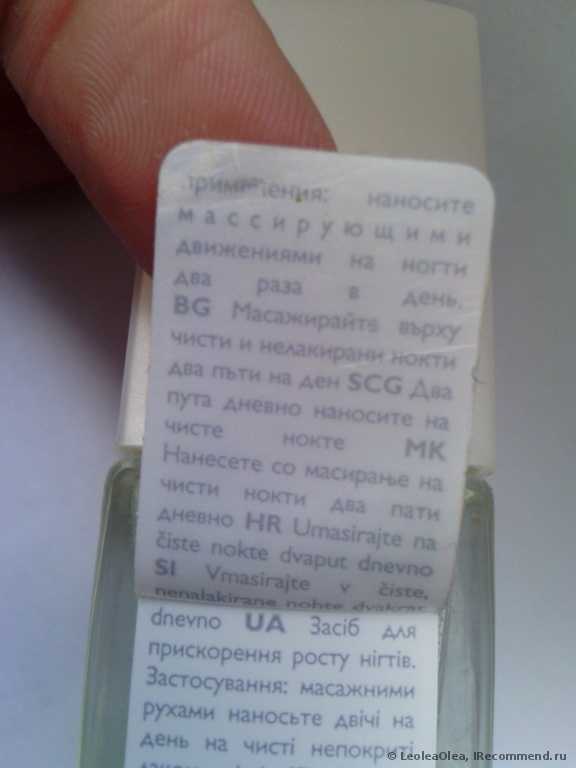 наносите
массирующими
движениями на ногти
два раза в день.
BG Масажирайте върху
чисти и нелакирани нокти
два пъти на ден SCG Два
пута дневно наносите на
чисте нокте MK
Нанесете со масирање на
чисти нокти два пати
дневно HR Umasirajte na
čiste nokte dvaput dnevno
SI Vmasirajte v čiste,
nenalakirane nohte dvakrat
dnevno UA Засіб для
прискорення росту нігтів.
Застосування: масажними
рухами наносьте двічі на
день на чисті непокриті
© LeoleaOlea, IRecommend.ru